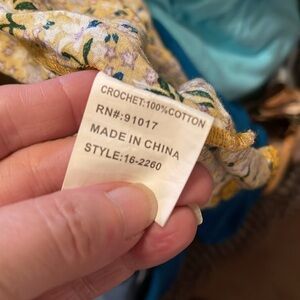 CROCHET:100%COTTON
RN#:91017
MADE IN CHINA
STYLE:16-2260